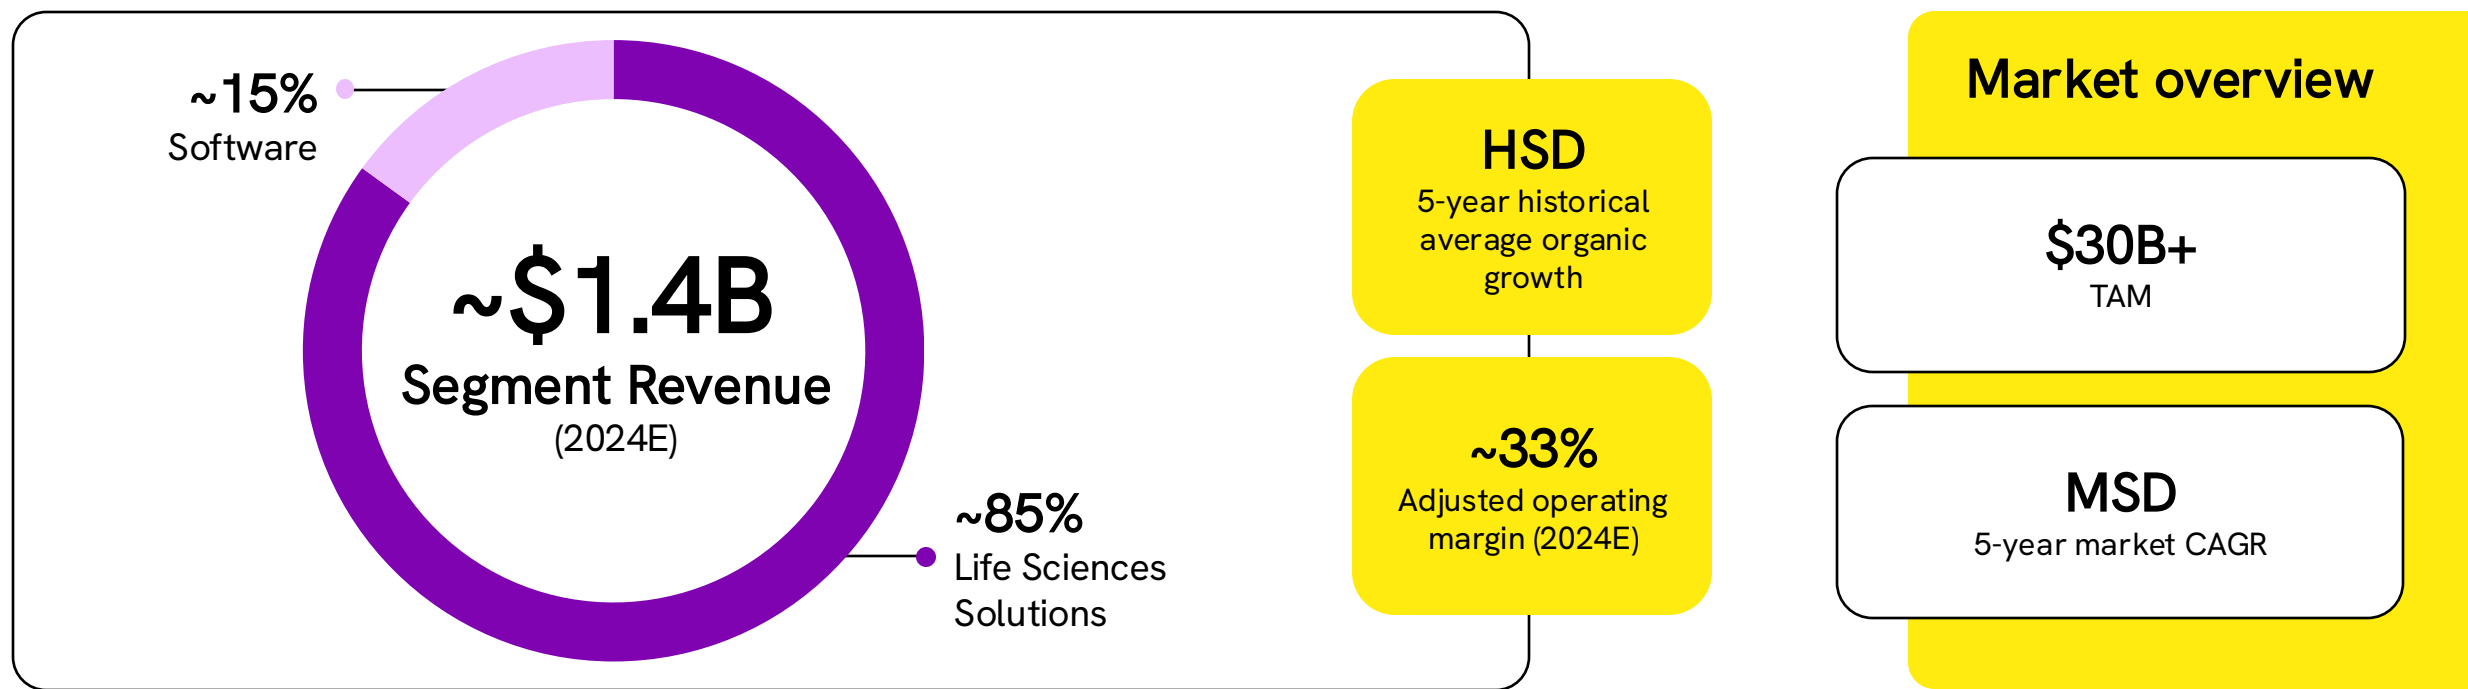 ~15%
Software
~$1.4B
Segment Revenue
(2024E)
~85%
Life Sciences
Solutions
HSD
5-year historical
average organic
growth
~33%
Adjusted operating
margin (2024E)
Market overview
$30B+
TAM
MSD
5-year market CAGR